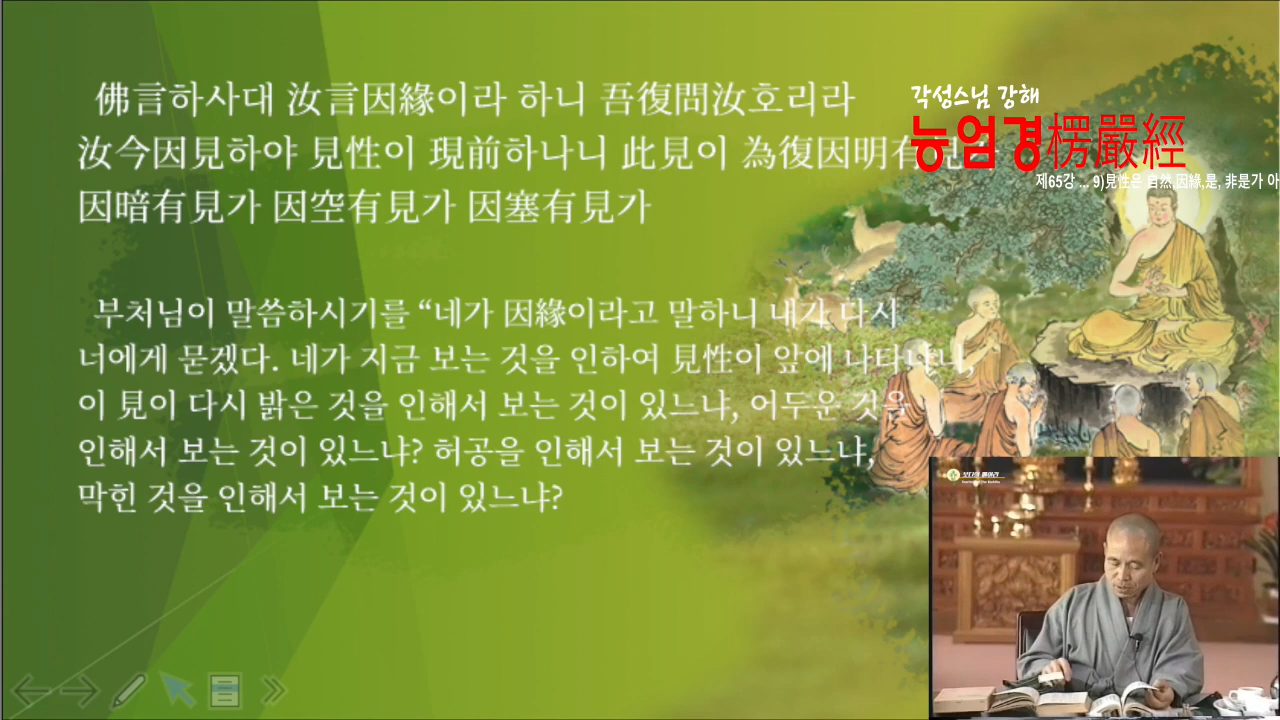 佛言하사대 汝言因緣이라 하니 吾復問汝호리라
汝今因見하야 見性이 現前하나니 此見이 為復因明有見가
因暗有見가 因空有見가 因塞有見가
부처님이 말씀하시기를 “네가 因緣이라고 말하니 내가 다시
너에게 묻겠다. 네가 지금 보는 것을 인하여 見性이 앞에 나타나니,
이 見이 다시 밝은 것을 인해서 보는 것이 있느냐, 어두운 것을
인해서 보는 것이 있느냐? 허공을 인해서 보는 것이 있느냐,
막힌 것을 인해서 보는 것이 있느냐?
각성스님 강해
능엄경楞嚴經
제65강 ... 9)見性은 自然,因緣,是, 非是가 아